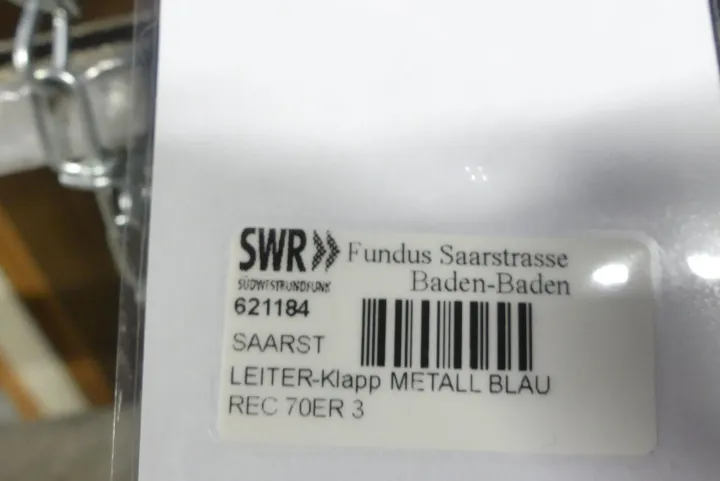 SWR» Fundus Saarstrasse
SÜDWESTRUNDFUNK Baden-Baden
621184
SAARST
LEITER-Klapp METALL BLAU
REC 70ER 3